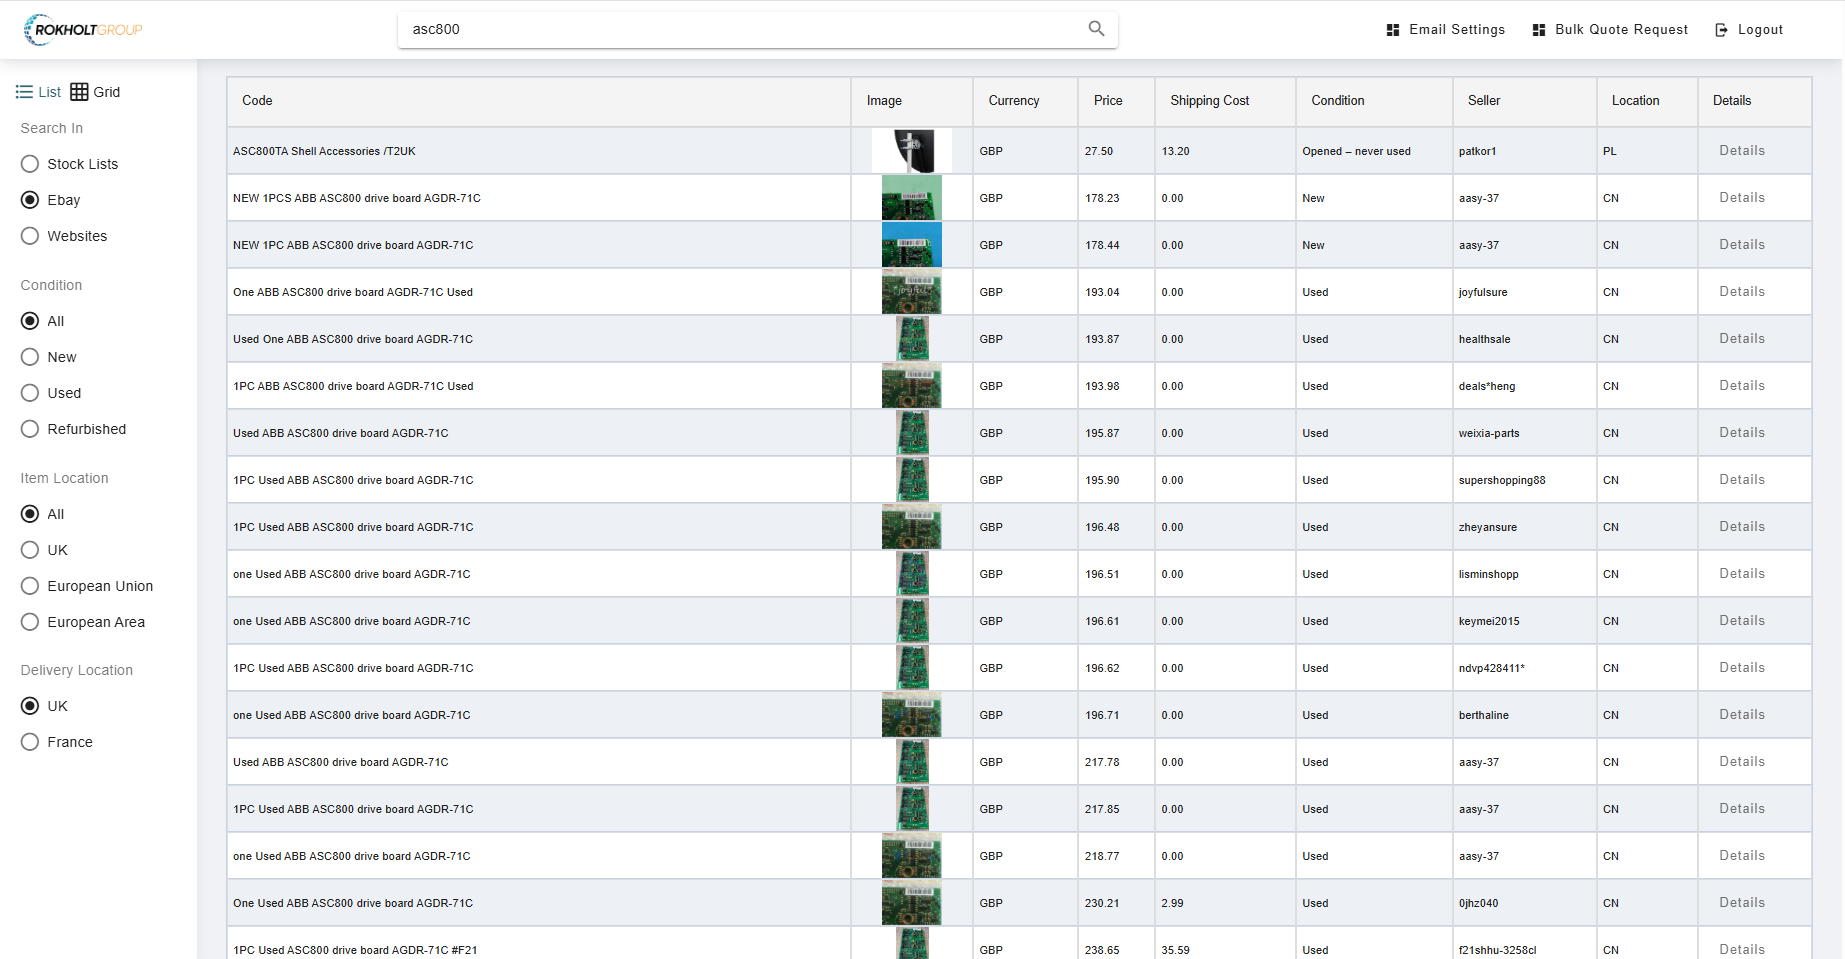 ROKHOLTGROUP
asc800
Email Settings
Bulk Quote Request
Logout
List Grid
Search In
Stock Lists
Ebay
Websites
Condition
All
New
Used
Refurbished
Item Location
All
UK
European Union
European Area
Delivery Location
UK
France
Code Image Currency Price Shipping Cost Condition Seller Location Details
ASC800TA Shell Accessories /T2UK GBP 27.50 13.20 Opened – never used patkor1 PL Details
NEW 1PCS ABB ASC800 drive board AGDR-71C GBP 178.23 0.00 New aasy-37 CN Details
NEW 1PC ABB ASC800 drive board AGDR-71C GBP 178.44 0.00 New aasy-37 CN Details
One ABB ASC800 drive board AGDR-71C Used GBP 193.04 0.00 Used joyfulsure CN Details
Used One ABB ASC800 drive board AGDR-71C GBP 193.87 0.00 Used healthsale CN Details
1PC ABB ASC800 drive board AGDR-71C Used GBP 193.98 0.00 Used deals*heng CN Details
Used ABB ASC800 drive board AGDR-71C GBP 195.87 0.00 Used weixia-parts CN Details
1PC Used ABB ASC800 drive board AGDR-71C GBP 195.90 0.00 Used supershopping88 CN Details
1PC Used ABB ASC800 drive board AGDR-71C GBP 196.48 0.00 Used zheyansure CN Details
one Used ABB ASC800 drive board AGDR-71C GBP 196.51 0.00 Used lisminshopp CN Details
one Used ABB ASC800 drive board AGDR-71C GBP 196.61 0.00 Used keymei2015 CN Details
1PC Used ABB ASC800 drive board AGDR-71C GBP 196.62 0.00 Used ndvp428411* CN Details
one Used ABB ASC800 drive board AGDR-71C GBP 196.71 0.00 Used berthaline CN Details
Used ABB ASC800 drive board AGDR-71C GBP 217.78 0.00 Used aasy-37 CN Details
1PC Used ABB ASC800 drive board AGDR-71C GBP 217.85 0.00 Used aasy-37 CN Details
one Used ABB ASC800 drive board AGDR-71C GBP 218.77 0.00 Used aasy-37 CN Details
One Used ABB ASC800 drive board AGDR-71C GBP 230.21 2.99 Used 0jhz040 CN Details
1PC Used ASC800 drive board AGDR-71C #F21 GBP 238.65 35.59 Used f21shhu-3258cl CN Details